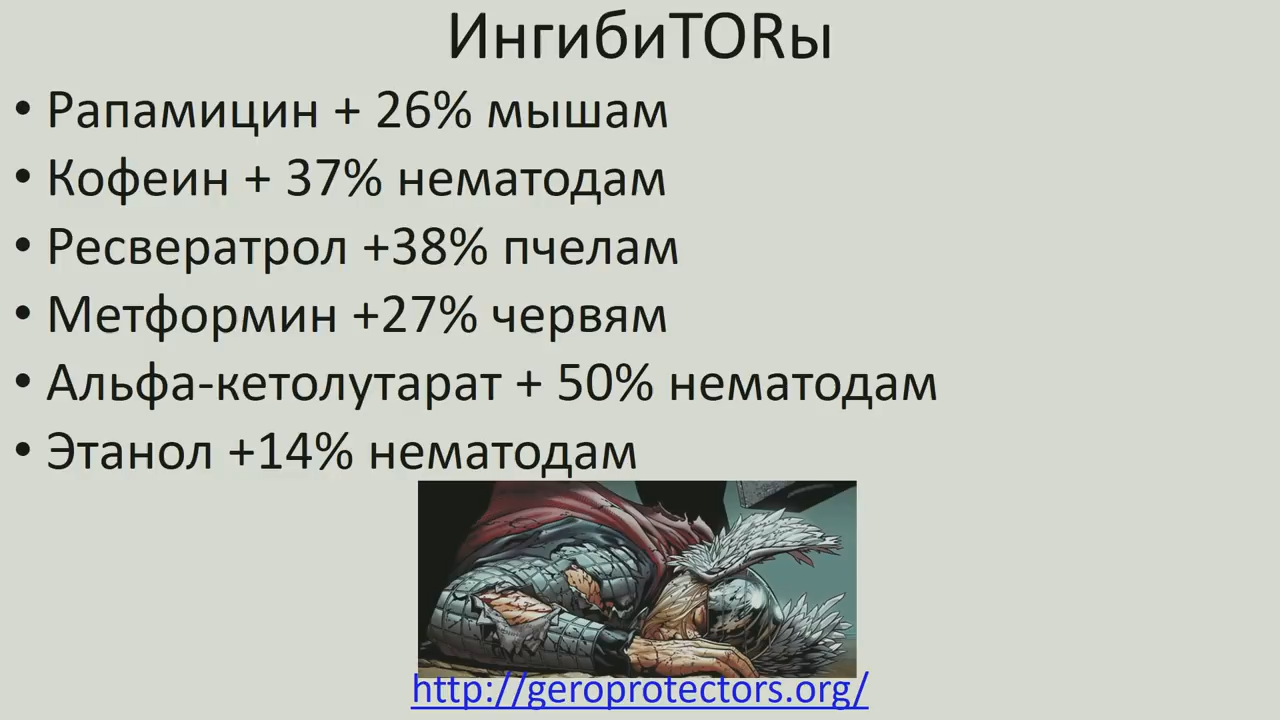 ИнгибиTORы
• Рапамицин + 26% мышам
• Кофеин + 37% нематодам
• Ресвератрол +38% пчелам
• Метформин +27% червям
• Альфа-кетолутарат + 50% нематодам
• Этанол +14% нематодам
http://geroprotectors.org/